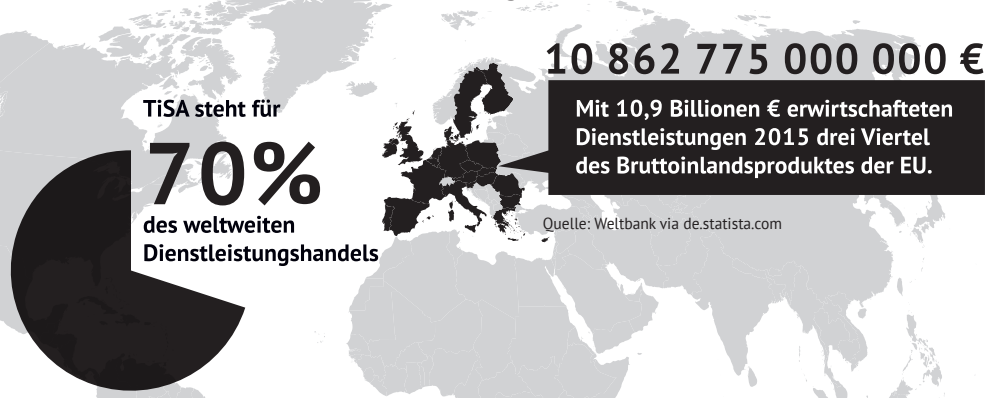 TiSA steht für
70%
des weltweiten
Dienstleistungshandels
10 862 775 000 000 €
Mit 10,9 Billionen € erwirtschafteten
Dienstleistungen 2015 drei Viertel
des Bruttoinlandsproduktes der EU.
Quelle: Weltbank via de.statista.com